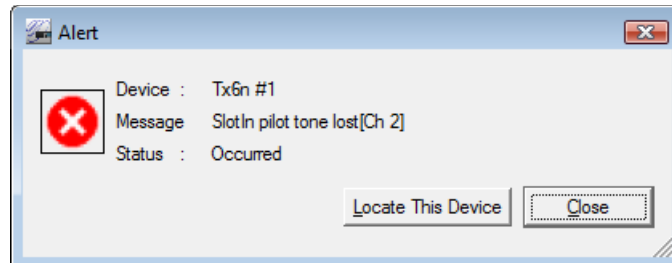 Alert
Device : Tx6n #1
Message SlotIn pilot tone lost[Ch 2]
Status : Occurred
Locate This Device Close